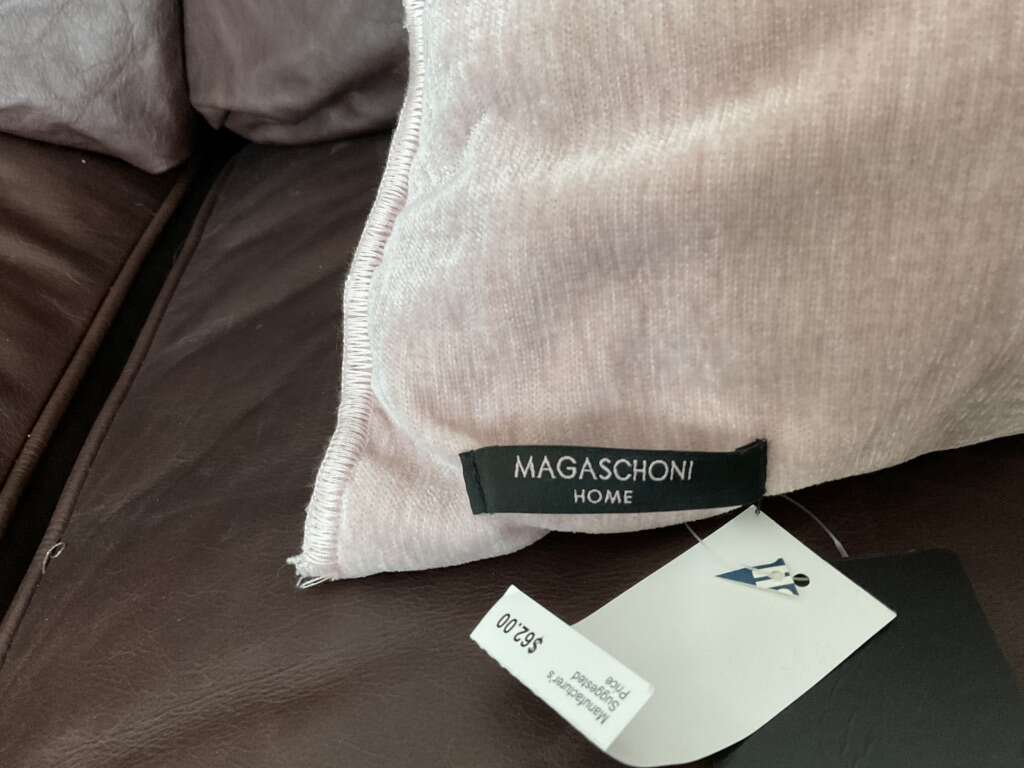 MAGASCHONI
HOME
Manufacturer's
Suggested
Price
$62.00